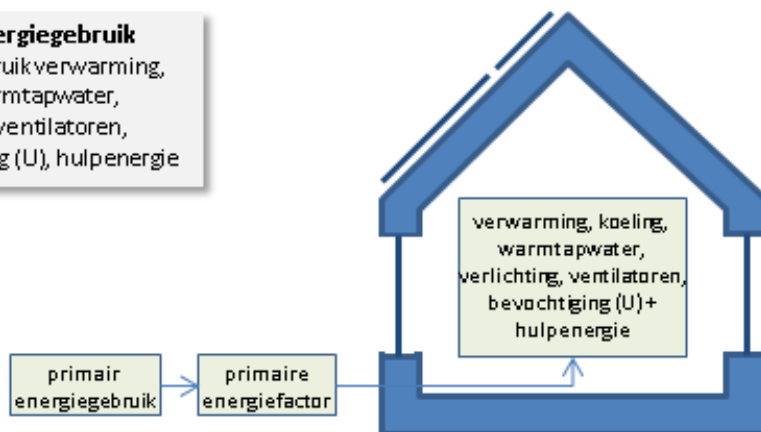 ergiegebruik
uik verwarming,
rmtapwater,
ventilatoren,
g (U), hulpenergie
verwarming, koeling,
warmtapwater,
verlichting, ventilatoren,
bevochtiging (U) +
hulpenergie
primair
energiegebruik
primaire
energiefactor